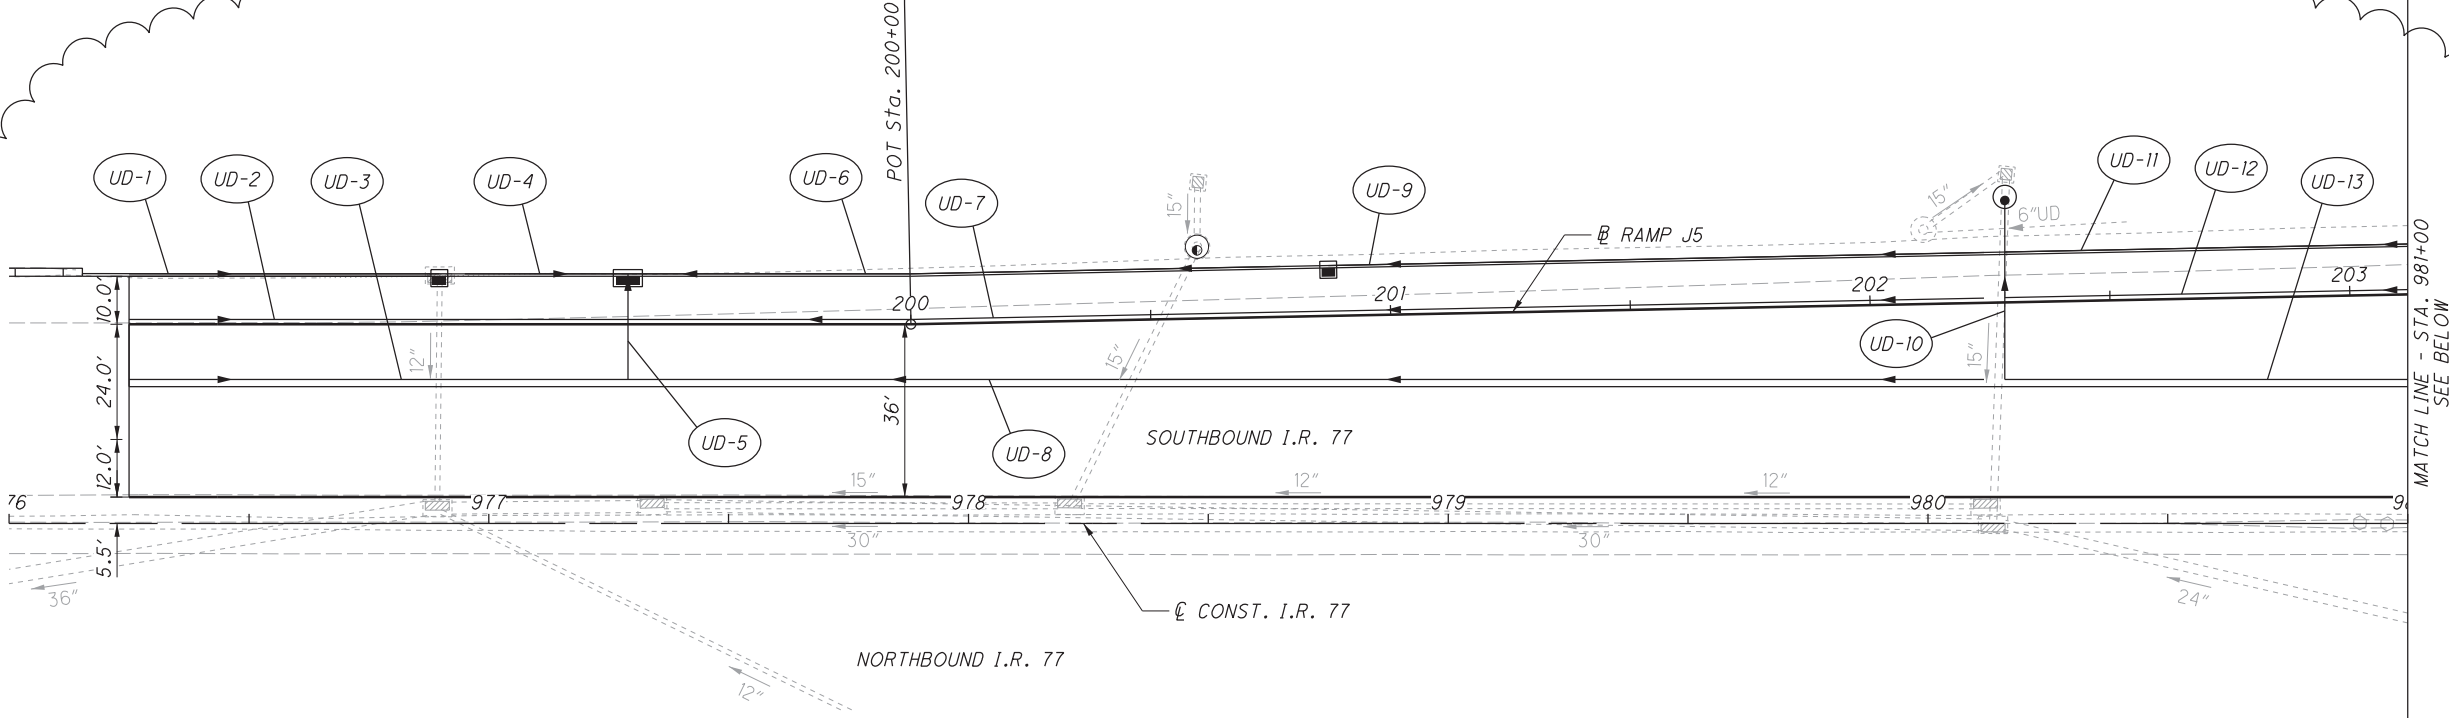 POT Sta. 200+00
UD-1
UD-2
UD-3
UD-4
UD-6
UD-7
UD-9
UD-11
UD-12
UD-13
15"
15"
6"UD
℄ RAMP J5
10.0'
200
201
202
203
12"
15"
UD-10
15"
24.0'
36'
UD-5
UD-8
SOUTHBOUND I.R. 77
12.0'
15"
12"
12"
76
977
978
979
980
30"
30"
5.5'
36"
℄ CONST. I.R. 77
24"
NORTHBOUND I.R. 77
12"
MATCH LINE - STA. 981+00
SEE BELOW